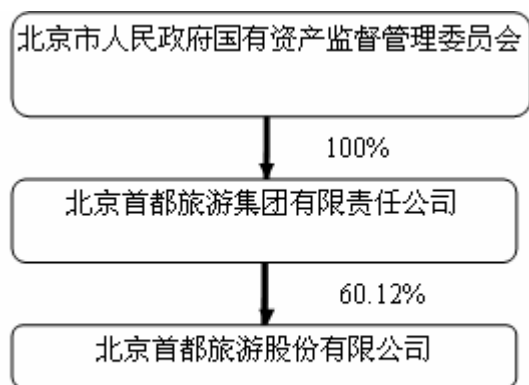 北京市人民政府国有资产监督管理委员会
100%
北京首都旅游集团有限责任公司
60.12%
北京首都旅游股份有限公司